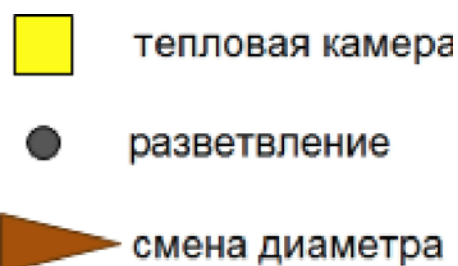 тепловая камера
разветвление
смена диаметра